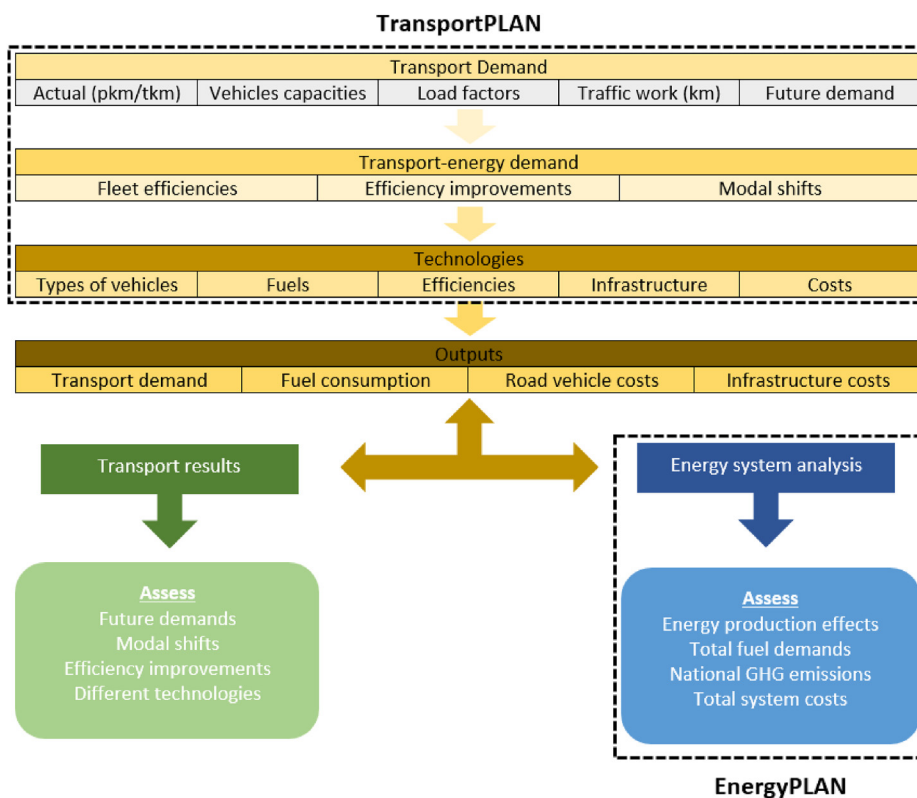 TransportPLAN
Transport Demand
Actual (pkm/tkm) Vehicles capacities Load factors Traffic work (km) Future demand
Transport-energy demand
Fleet efficiencies Efficiency improvements Modal shifts
Technologies
Types of vehicles Fuels Efficiencies Infrastructure Costs
Outputs
Transport demand Fuel consumption Road vehicle costs Infrastructure costs
Transport results
Assess
Future demands
Modal shifts
Efficiency improvements
Different technologies
Energy system analysis
Assess
Energy production effects
Total fuel demands
National GHG emissions
Total system costs
EnergyPLAN